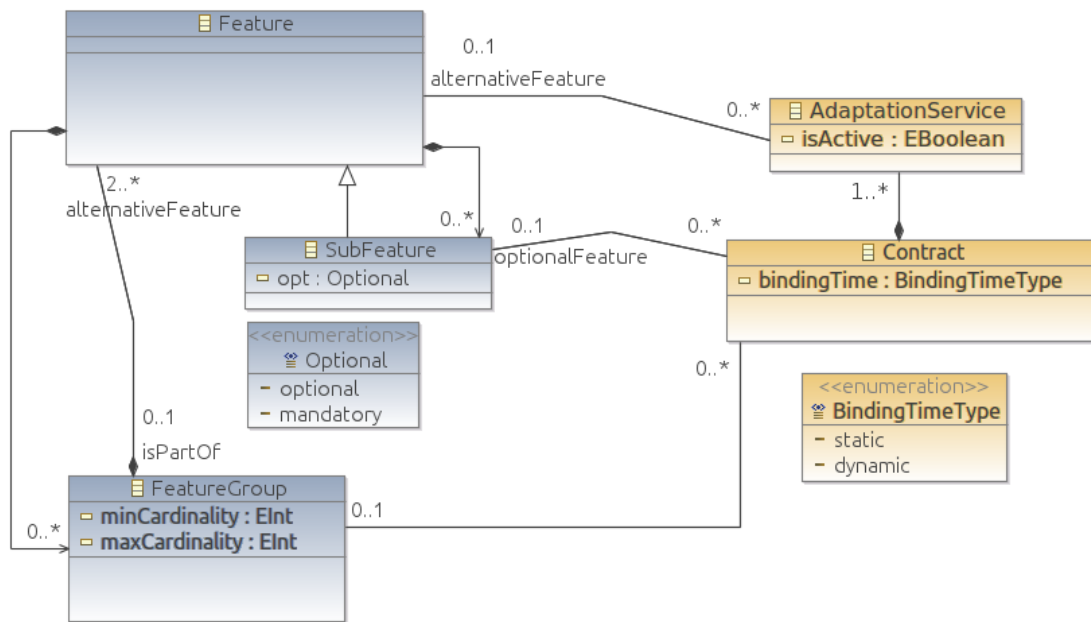 Feature
0..1
alternativeFeature
0..*
AdaptationService
isActive : EBoolean
2..*
alternativeFeature
1..*
0..*
0..1
0..*
SubFeature
optionalFeature
Contract
opt : Optional
bindingTime : BindingTimeType
<<enumeration>>
Optional
optional
mandatory
0..*
<<enumeration>>
BindingTimeType
static
dynamic
0..1
isPartOf
FeatureGroup
minCardinality : EInt
maxCardinality : EInt
0..*
0..1